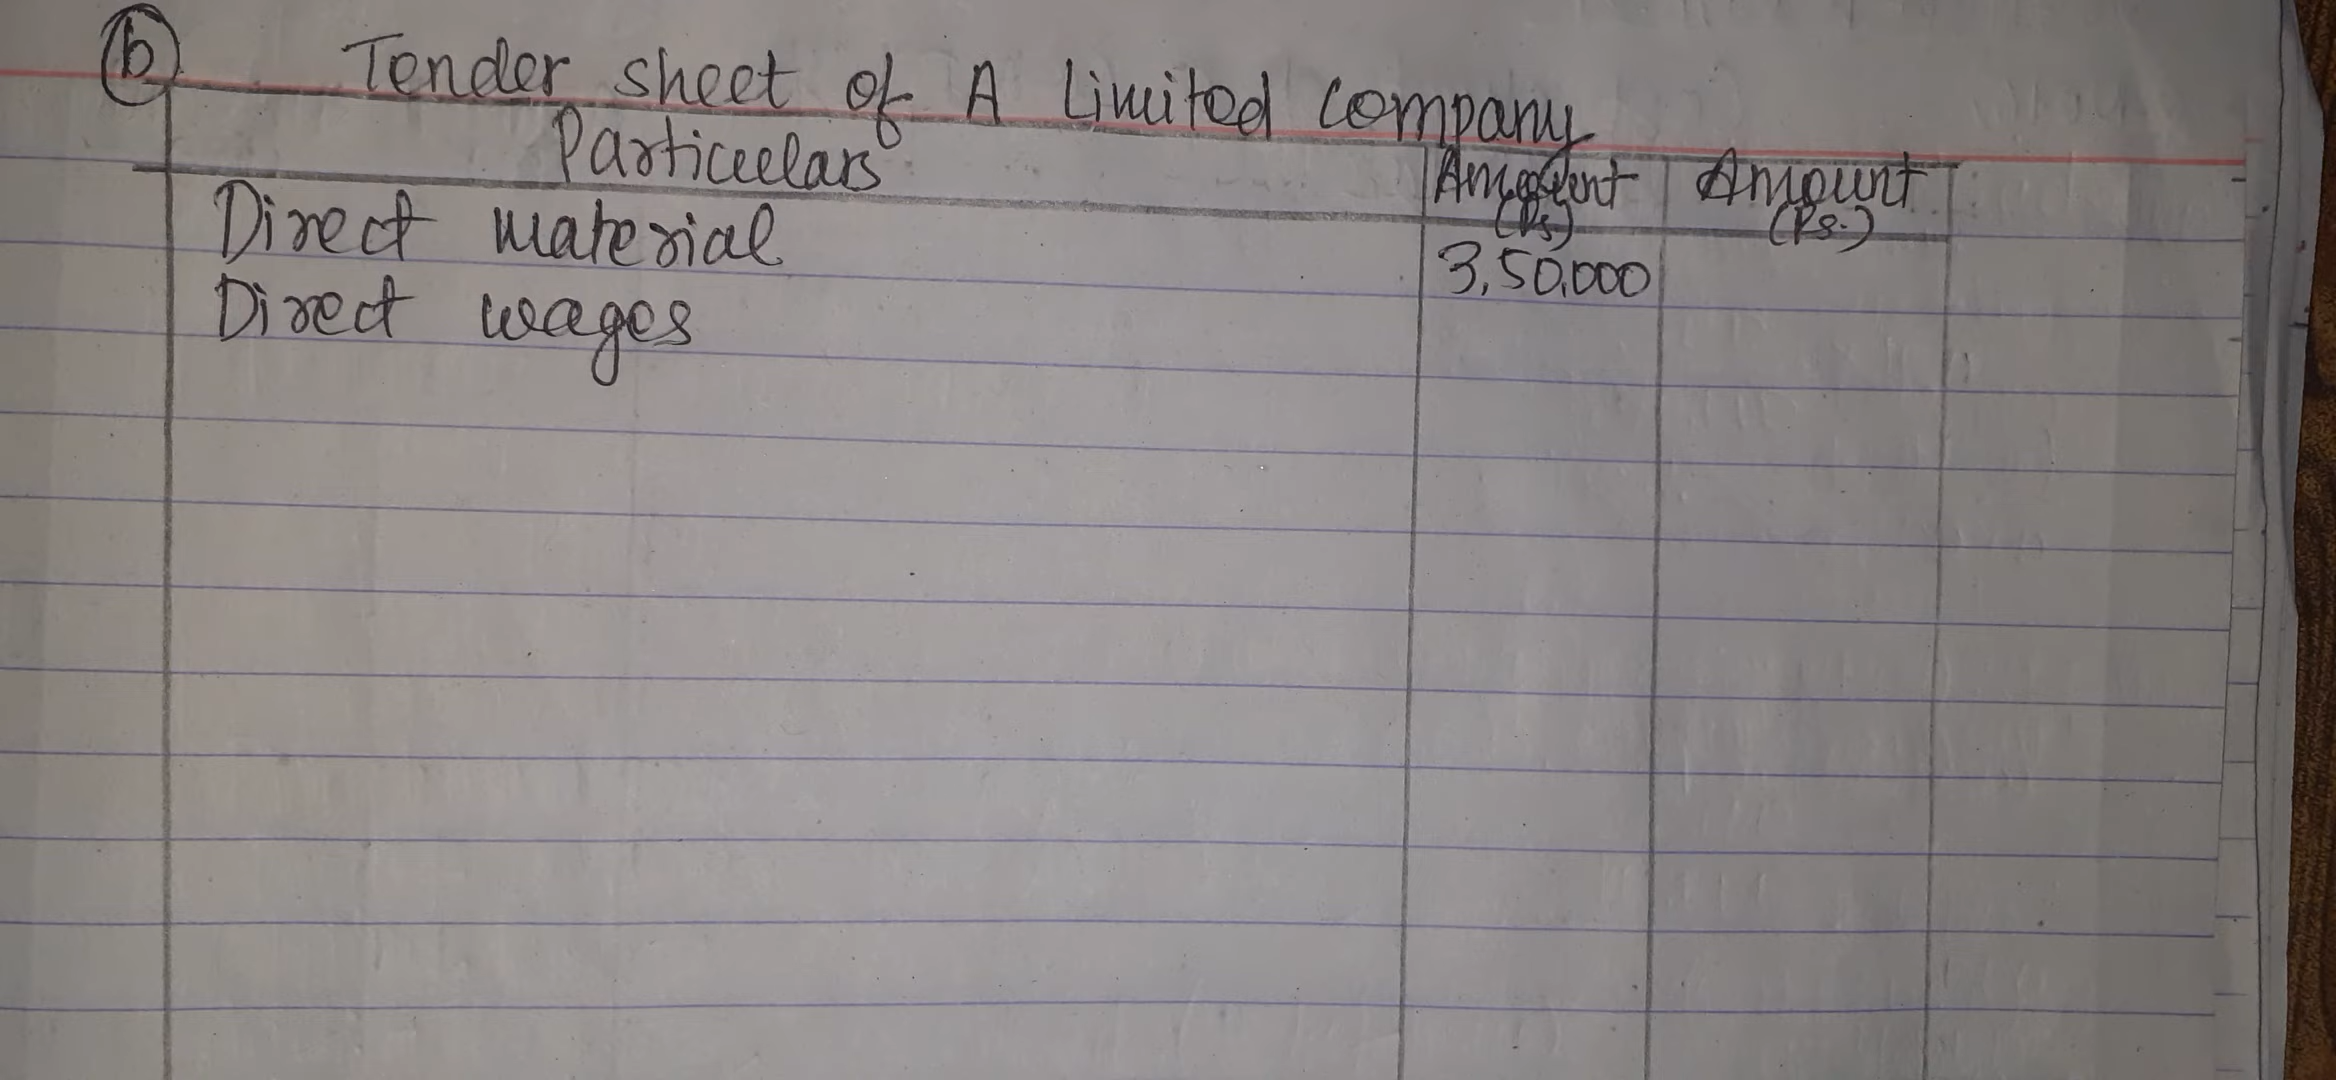 (b) Tender sheet of A Limited Company
Particulars Amount Amount
(Rs) (Rs.)
Direct material 3,50,000
Direct wages